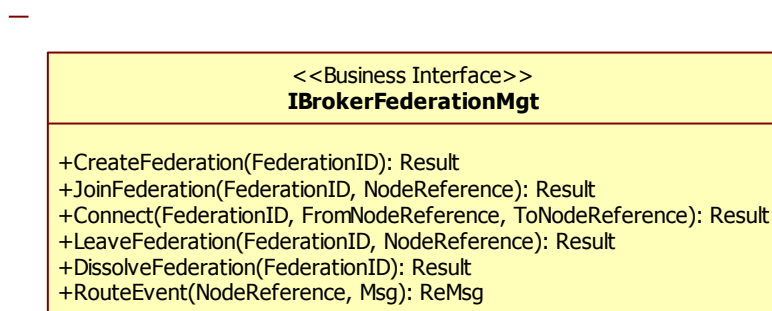 <<Business Interface>>
IBrokerFederationMgt
+CreateFederation(FederationID): Result
+JoinFederation(FederationID, NodeReference): Result
+Connect(FederationID, FromNodeReference, ToNodeReference): Result
+LeaveFederation(FederationID, NodeReference): Result
+DissolveFederation(FederationID): Result
+RouteEvent(NodeReference, Msg): ReMsg